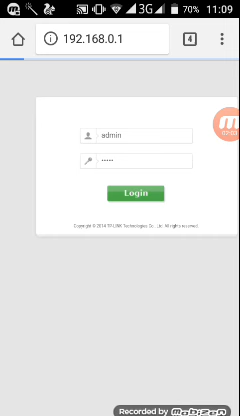 3G 70% 11:09
192.168.0.1 4
admin
•••••
Login
Copyright © 2014 TP-LINK Technologies Co., Ltd. All rights reserved.
Recorded by MOBIZEN